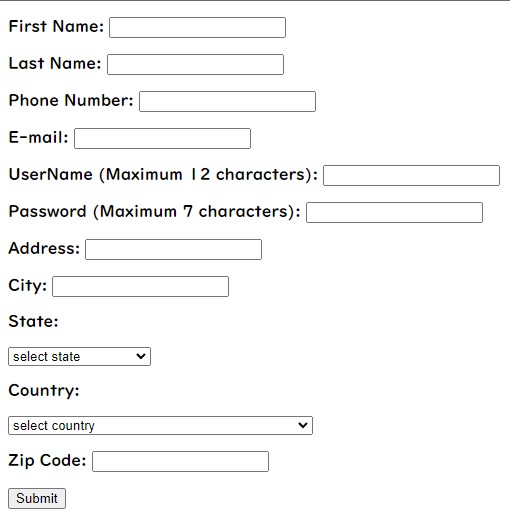 First Name:
Last Name:
Phone Number:
E-mail:
UserName (Maximum 12 characters):
Password (Maximum 7 characters):
Address:
City:
State:
select state
Country:
select country
Zip Code:
Submit